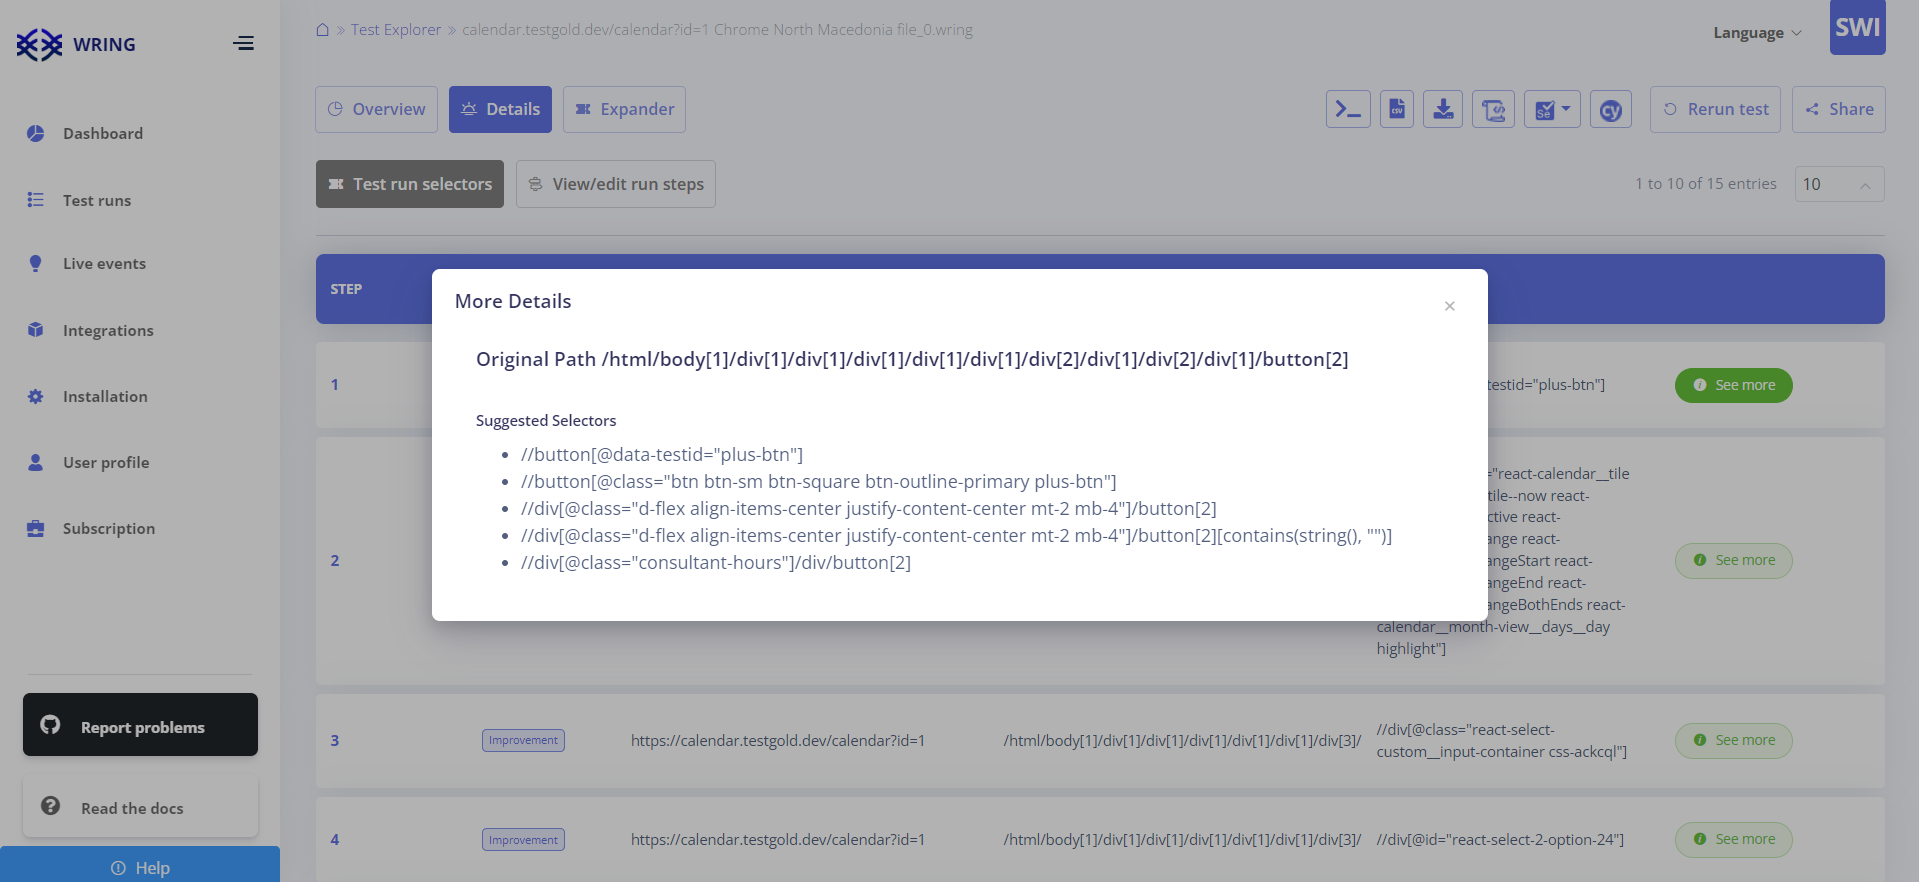 WRING
Dashboard
Test runs
Live events
Integrations
Installation
User profile
Subscription
Report problems
Read the docs
Help
» Test Explorer » calendar.testgold.dev/calendar?id=1 Chrome North Macedonia file_0.wring
Language
SWI
Overview
Details
Expander
CSV
Se
cy
Rerun test
Share
Test run selectors
View/edit run steps
1 to 10 of 15 entries
10
STEP
More Details
×
Original Path /html/body[1]/div[1]/div[1]/div[1]/div[1]/div[1]/div[2]/div[1]/div[2]/div[1]/button[2]
Suggested Selectors
• //button[@data-testid="plus-btn"]
• //button[@class="btn btn-sm btn-square btn-outline-primary plus-btn"]
• //div[@class="d-flex align-items-center justify-content-center mt-2 mb-4"]/button[2]
• //div[@class="d-flex align-items-center justify-content-center mt-2 mb-4"]/button[2][contains(string(), "")]
• //div[@class="consultant-hours"]/div/button[2]
1
testid="plus-btn"]
See more
2
="react-calendar__tile
tile--now react-
ctive react-
ange react-
angeStart react-
angeEnd react-
angeBothEnds react-
calendar__month-view__days__day
highlight"]
See more
3
Improvement
https://calendar.testgold.dev/calendar?id=1
/html/body[1]/div[1]/div[1]/div[1]/div[1]/div[1]/div[3]/
//div[@class="react-select-
custom__input-container css-ackcql"]
See more
4
Improvement
https://calendar.testgold.dev/calendar?id=1
/html/body[1]/div[1]/div[1]/div[1]/div[1]/div[1]/div[3]/
//div[@id="react-select-2-option-24"]
See more